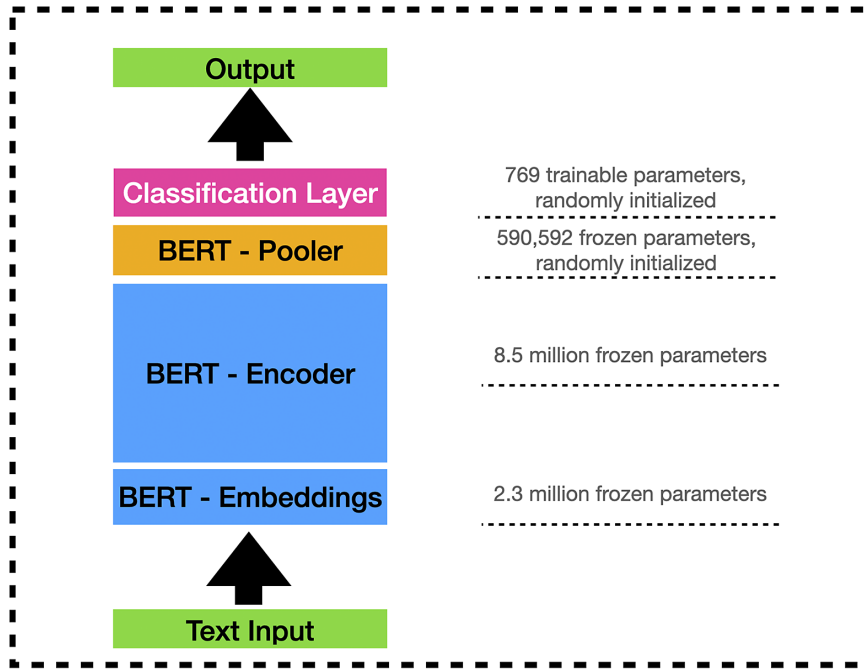 Output
Classification Layer
769 trainable parameters,
randomly initialized
BERT - Pooler
590,592 frozen parameters,
randomly initialized
BERT - Encoder
8.5 million frozen parameters
BERT - Embeddings
2.3 million frozen parameters
Text Input